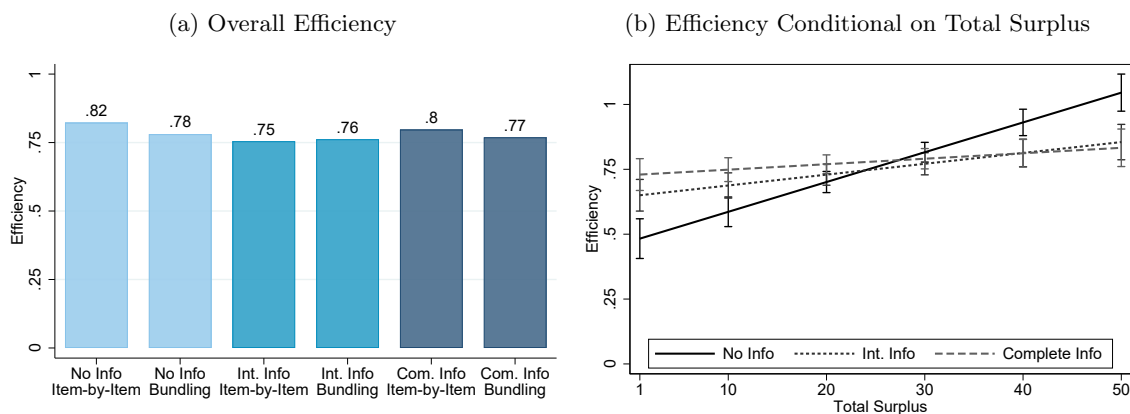 (a) Overall Efficiency
Efficiency
1
.75
.5
.25
0
.82
.78
.75
.76
.8
.77
No Info
Item-by-Item
No Info
Bundling
Int. Info
Item-by-Item
Int. Info
Bundling
Com. Info
Item-by-Item
Com. Info
Bundling
(b) Efficiency Conditional on Total Surplus
Efficiency
1
.75
.5
.25
0
No Info
Int. Info
Complete Info
1
10
20
30
40
50
Total Surplus